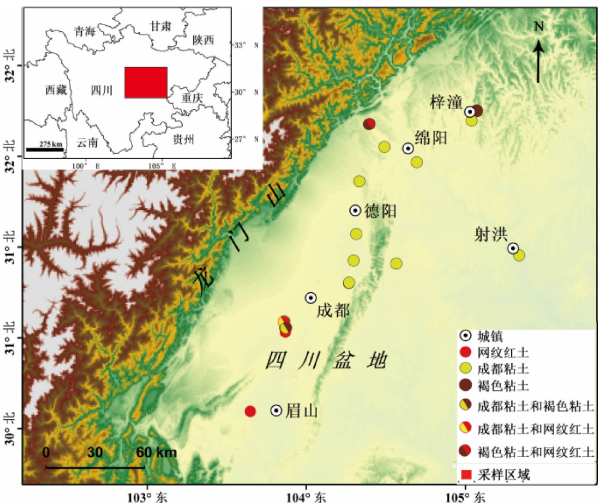 青海
甘肃
陕西
33° N
西藏
四川
30° N
重庆
云南
贵州
27° N
275 km
100° E
105° E
N
32° 北
32° 北
31° 北
31° 北
30° 北
梓潼
绵阳
德阳
射洪
龙门山
成都
四川盆地
眉山
城镇
网纹红土
成都粘土
褐色粘土
成都粘土和褐色粘土
成都粘土和网纹红土
褐色粘土和网纹红土
采样区域
0 30 60 km
103° 东
104° 东
105° 东